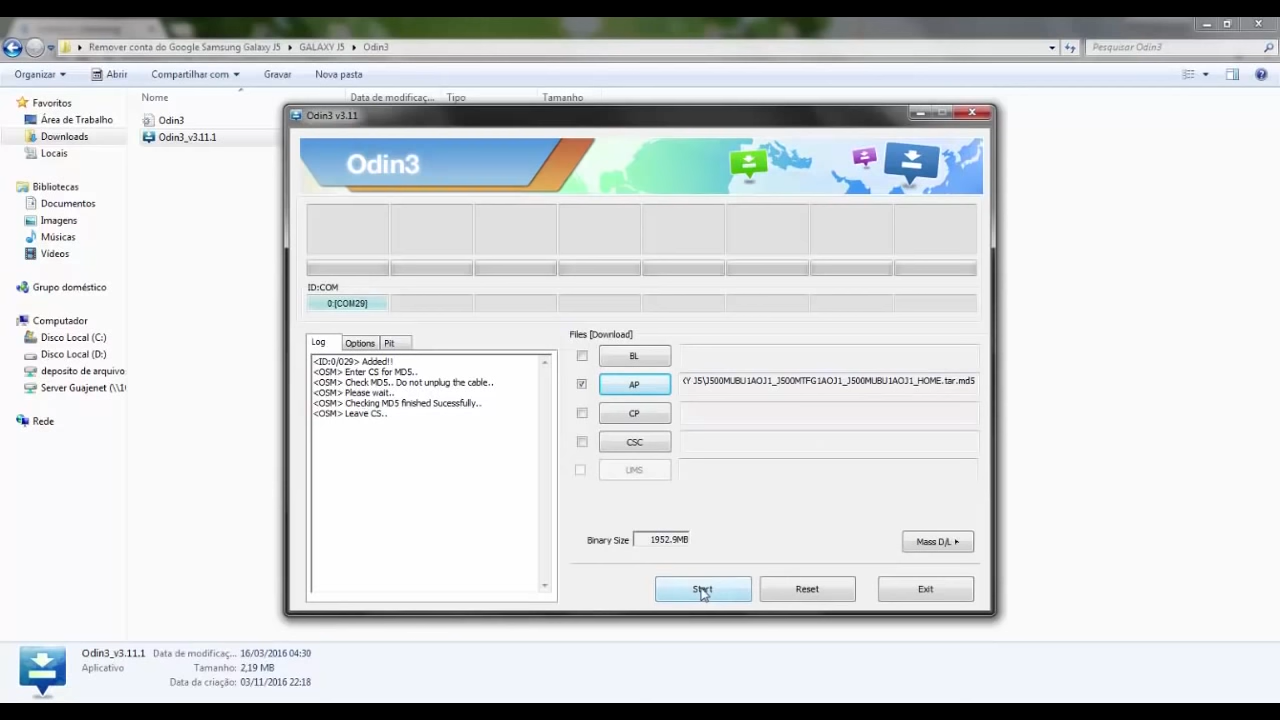 Remover conta do Google Samsung Galaxy J5 GALAXY J5 Odin3
Pesquisar Odin3
Organizar Abrir Compartilhar com Gravar Nova pasta
Favoritos
Área de Trabalho
Downloads
Locais
Bibliotecas
Documentos
Imagens
Músicas
Vídeos
Grupo doméstico
Computador
Disco Local (C:)
Disco Local (D:)
deposito de arquivo
Server Guajenet (\\1
Rede
Nome Data de modificaç... Tipo Tamanho
Odin3
Odin3_v3.11.1
Odin3 v3.11
Odin3
ID:COM
0:[COM29]
Log Options Pit
<ID:0/029> Added!!
<OSM> Enter CS for MD5..
<OSM> Check MD5.. Do not unplug the cable..
<OSM> Please wait..
<OSM> Checking MD5 finished Sucessfully..
<OSM> Leave CS..
Files [Download]
BL
AP
Y J5\J500MUBU1AOJ1_J500MTFG1AOJ1_J500MUBU1AOJ1_HOME.tar.md5
CP
CSC
UMS
Binary Size 1952.9MB
Mass D/L
Start Reset Exit
Odin3_v3.11.1 Data de modificaç... 16/03/2016 04:30
Aplicativo Tamanho: 2,19 MB
Data da criação: 03/11/2016 22:18